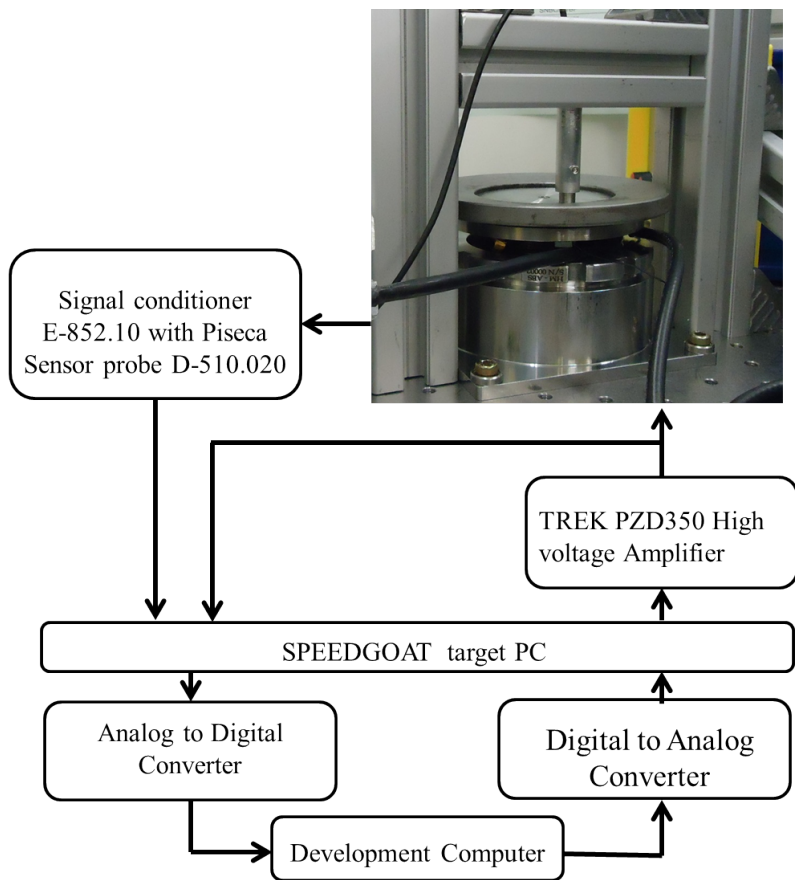 Signal conditioner
E-852.10 with Piseca
Sensor probe D-510.020
TREK PZD350 High
voltage Amplifier
SPEEDGOAT target PC
Analog to Digital
Converter
Digital to Analog
Converter
Development Computer